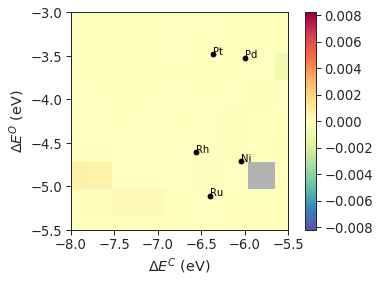 −3.0
0.008
Pt
Pd
−3.5
0.006
0.004
−4.0
0.002
ΔE^O (eV)
0.000
−4.5
Rh
Ni
−0.002
−5.0
Ru
−0.004
−0.006
−5.5
−0.008
−8.0 −7.5 −7.0 −6.5 −6.0 −5.5
ΔE^C (eV)